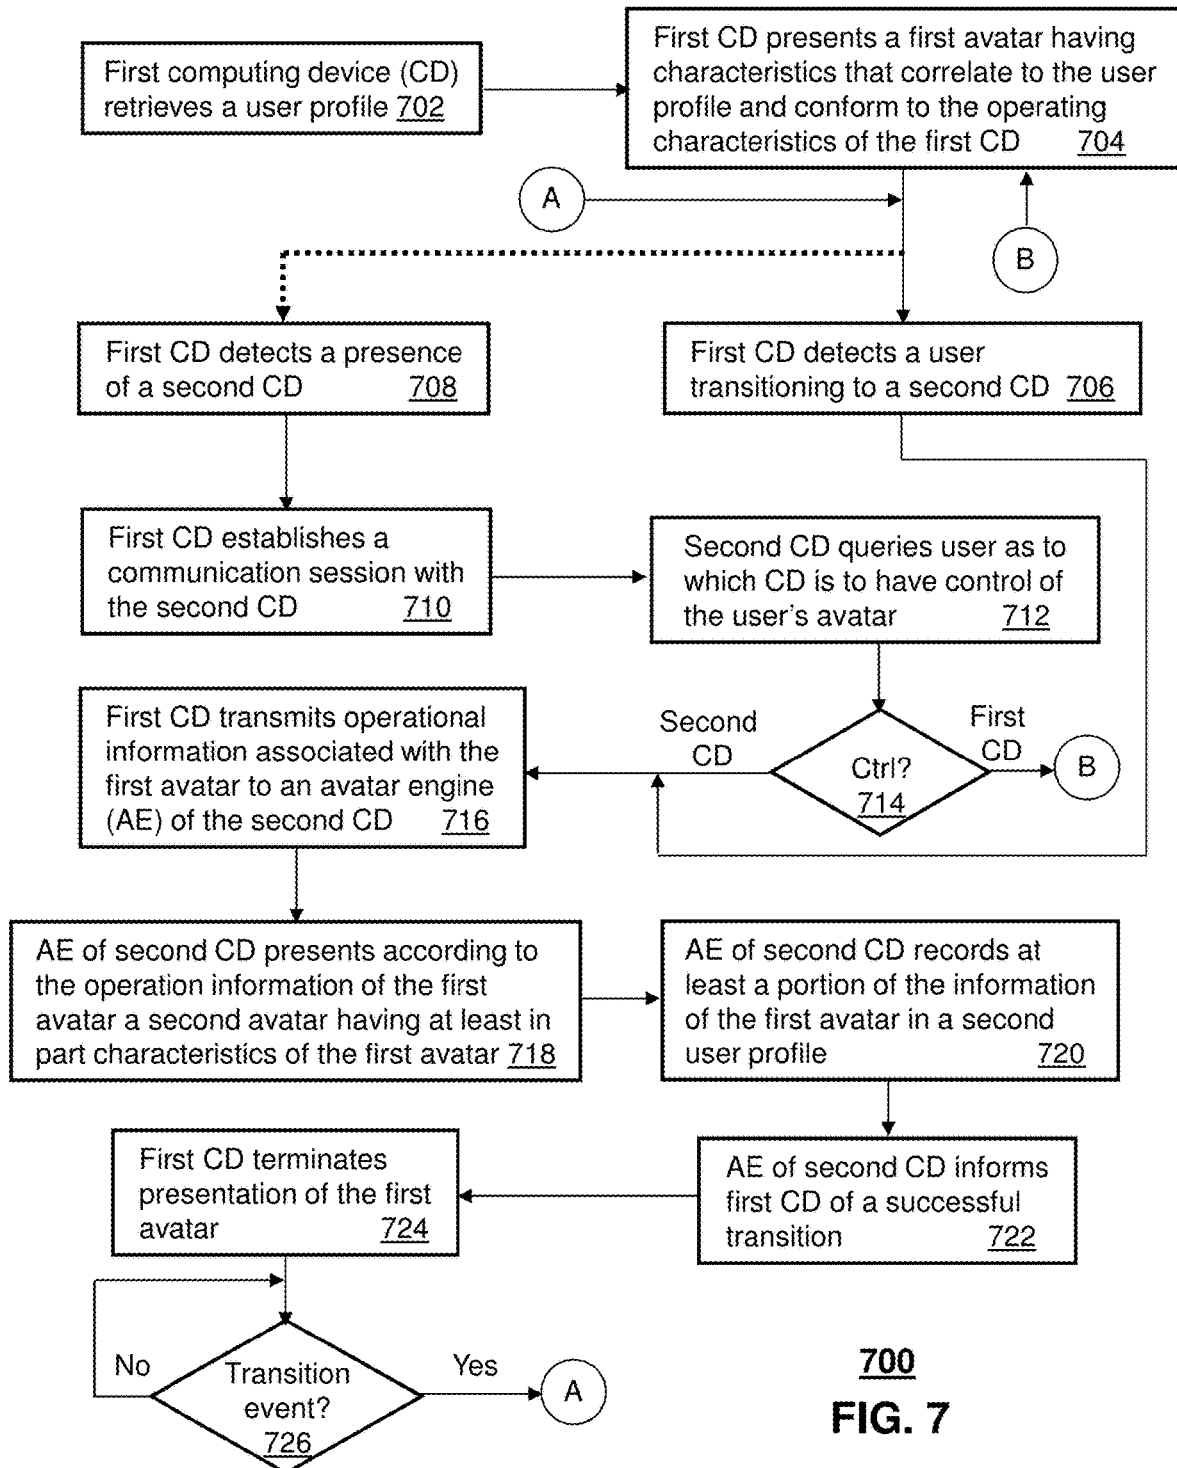 First computing device (CD)
retrieves a user profile 702
First CD presents a first avatar having
characteristics that correlate to the user
profile and conform to the operating
characteristics of the first CD 704
A
B
First CD detects a presence
of a second CD 708
First CD detects a user
transitioning to a second CD 706
First CD establishes a
communication session with
the second CD 710
Second CD queries user as to
which CD is to have control of
the user's avatar 712
First CD transmits operational
information associated with the
first avatar to an avatar engine
(AE) of the second CD 716
Second
CD
Ctrl?
714
First
CD
B
AE of second CD presents according to
the operation information of the first
avatar a second avatar having at least in
part characteristics of the first avatar 718
AE of second CD records at
least a portion of the information
of the first avatar in a second
user profile 720
First CD terminates
presentation of the first
avatar 724
AE of second CD informs
first CD of a successful
transition 722
No
Transition
event?
726
Yes
A
700
FIG. 7